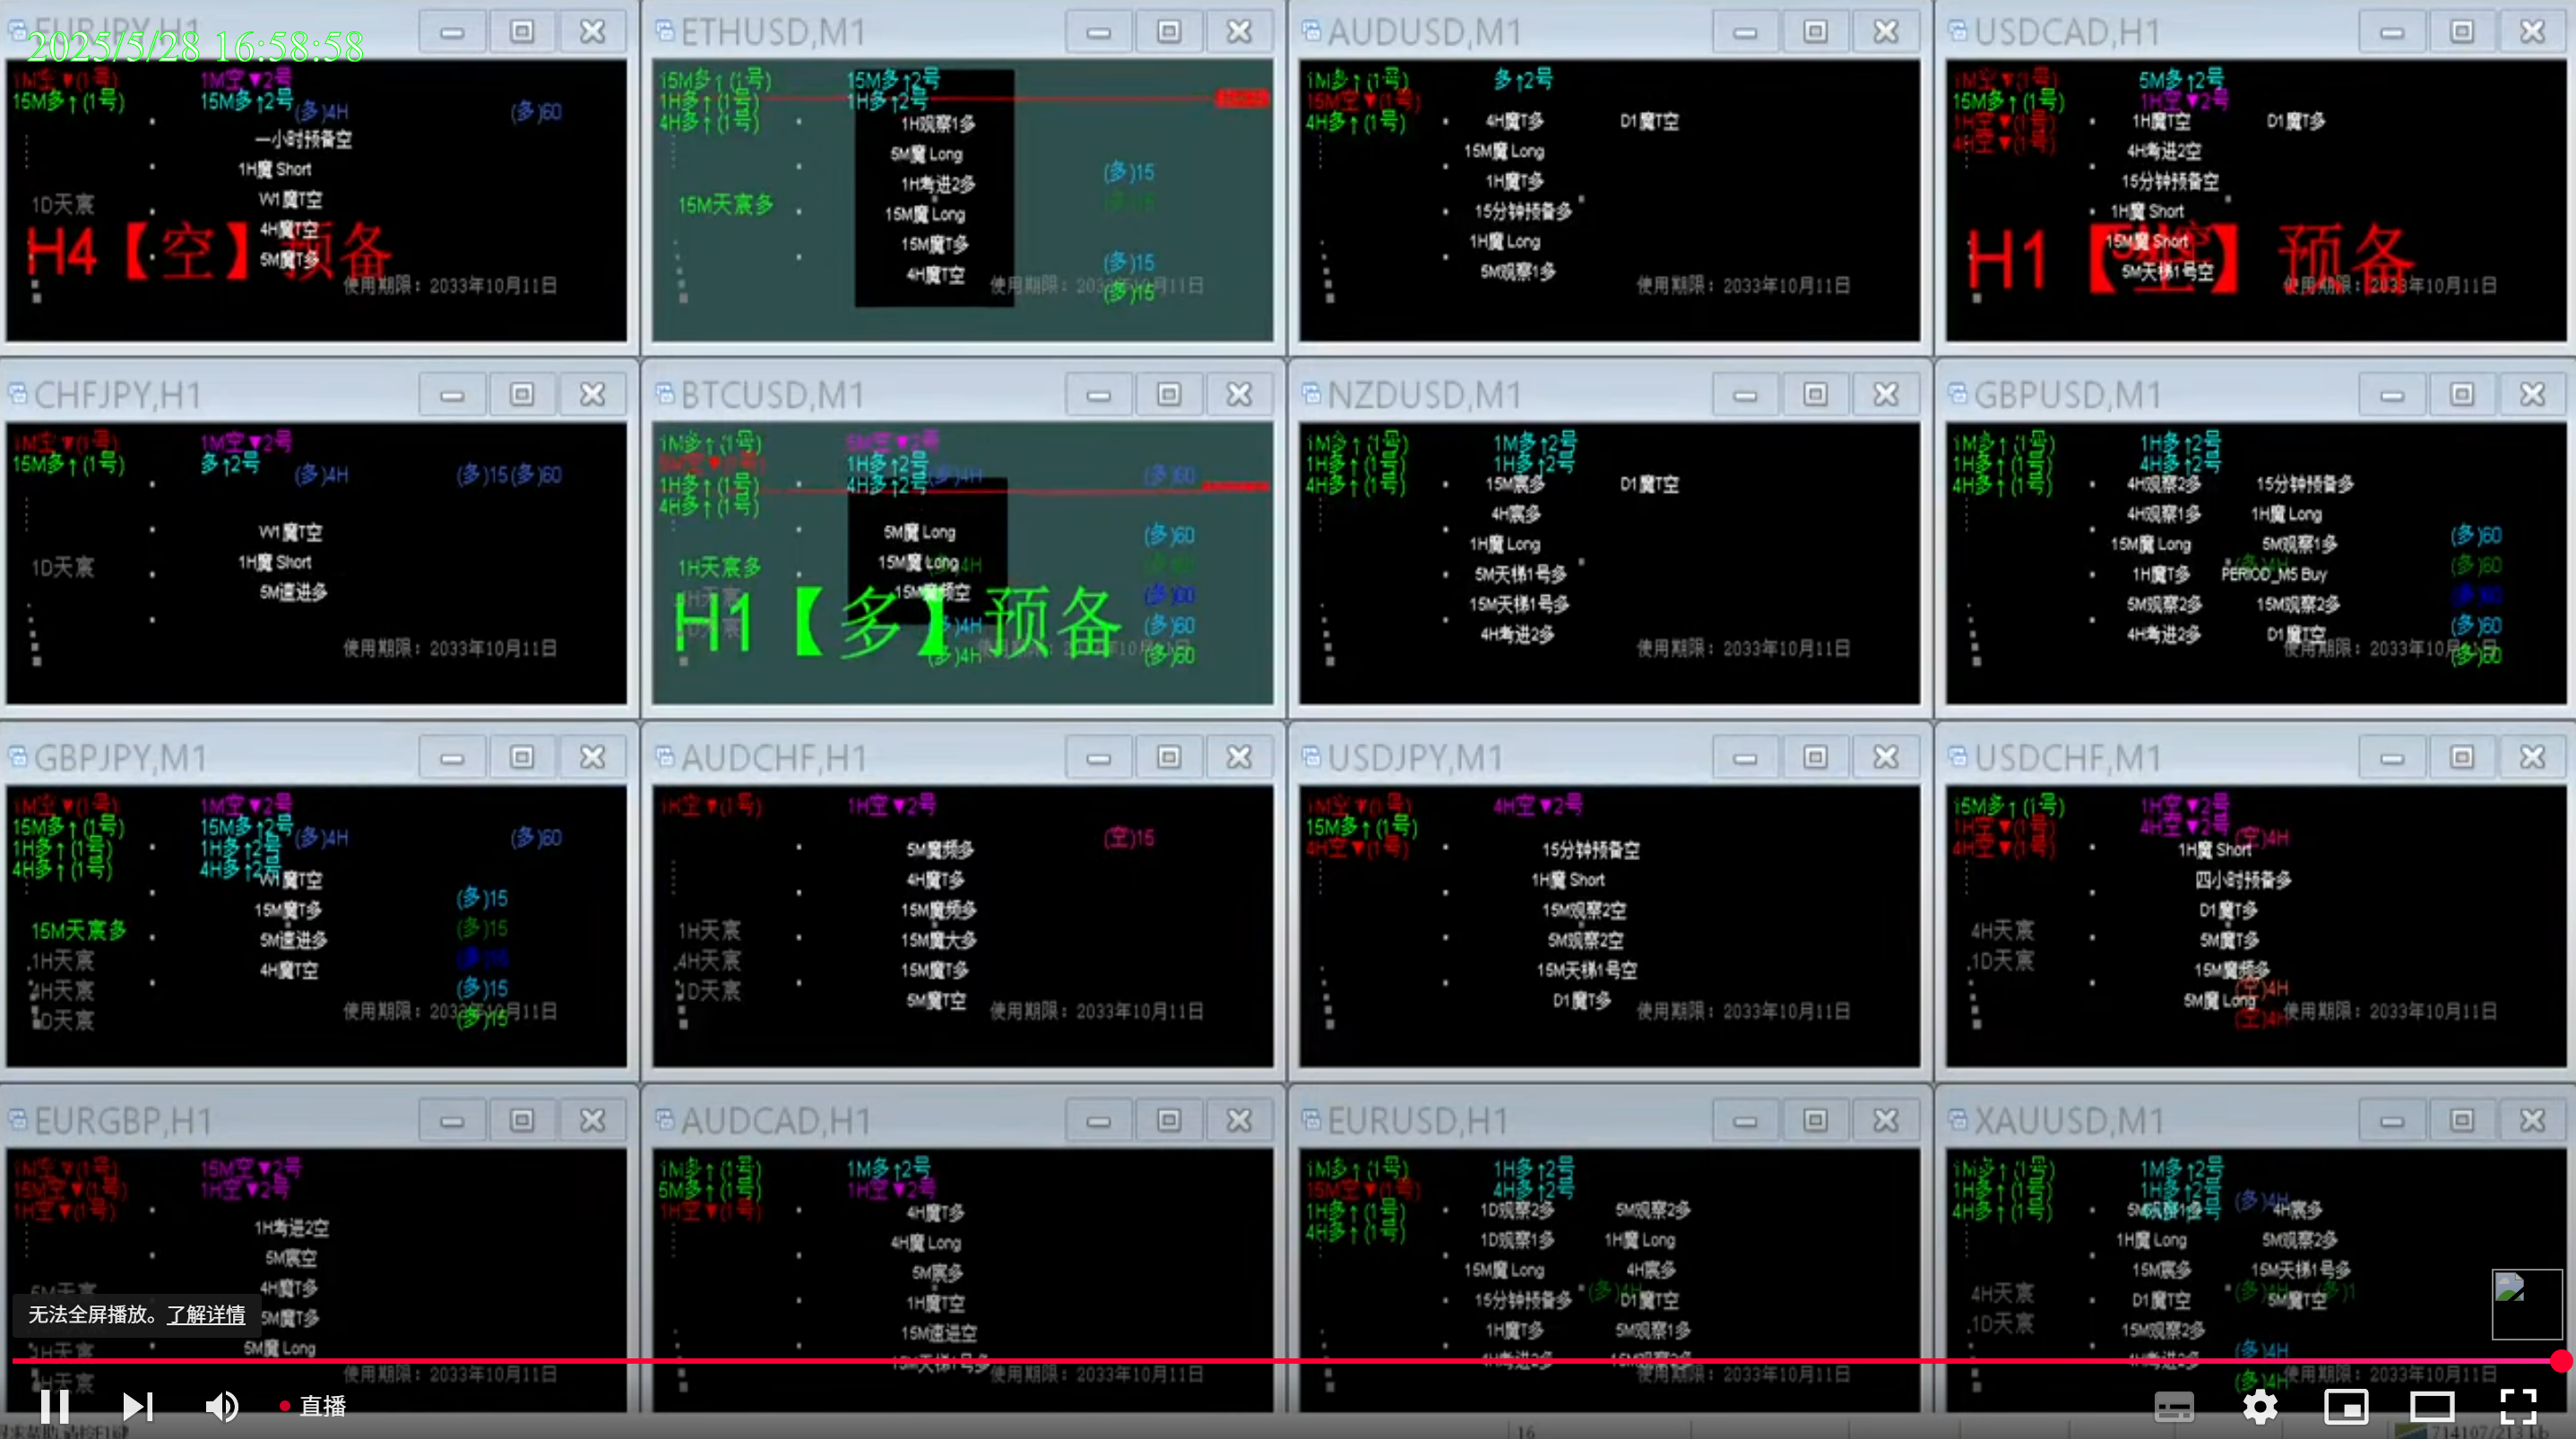 EURJPY,H1
2025/5/28 16:58:58
1M空▼(1号) 1M空▼2号
15M多↑(1号) 15M多↑2号 (多)4H (多)60
一小时预备空
1H魔 Short
1D天宸 W1魔T空
4H魔T空
H4【空】预备
5M魔T多
使用期限：2033年10月11日
ETHUSD,M1
15M多↑(1号) 15M多↑2号
1H多↑(1号) 1H多↑2号
4H多↑(1号) 1H观察1多
5M魔 Long
(多)15
1H考进2多
15M天宸多 15M魔 Long
15M魔T多
(多)15
4H魔T空
使用期限：2033年10月11日
(多)15
AUDUSD,M1
1M多↑(1号) 多↑2号
15M空▼(1号)
4H多↑(1号) 4H魔T多 D1魔T空
15M魔 Long
1H魔T多
15分钟预备多
1H魔 Long
5M观察1多
使用期限：2033年10月11日
USDCAD,H1
1M空▼(1号) 5M多↑2号
15M多↑(1号) 1H空▼2号
1H空▼(1号) 1H魔T空 D1魔T多
4H空▼(1号) 4H考进2空
15分钟预备空
1H魔 Short
15M魔 Short
H1【空】预备
5M天梯1号空
使用期限：2033年10月11日
CHFJPY,H1
1M空▼(1号) 1M空▼2号
15M多↑(1号) 多↑2号 (多)4H (多)15 (多)60
W1魔T空
1D天宸 1H魔 Short
5M速进多
使用期限：2033年10月11日
BTCUSD,M1
1M多↑(1号) 5M空▼2号
5M空▼(1号) 1H多↑2号 (多)4H (多)60
1H多↑(1号) 4H多↑2号
4H多↑(1号)
5M魔 Long (多)60
1H天宸多 15M魔 Long (多)60
15M魔频空 (多)60
H1【多】预备
(多)4H (多)60
(多)4H (多)60
NZDUSD,M1
1M多↑(1号) 1M多↑2号
1H多↑(1号) 1H多↑2号
4H多↑(1号) 15M宸多 D1魔T空
4H宸多
1H魔 Long
5M天梯1号多
15M天梯1号多
4H考进2多
使用期限：2033年10月11日
GBPUSD,M1
1M多↑(1号) 1H多↑2号
1H多↑(1号) 4H多↑2号
4H多↑(1号) 4H观察2多 15分钟预备多
4H观察1多 1H魔 Long
15M魔 Long 5M观察1多 (多)60
(多)60
1H魔T多 PERIOD_M5 Buy
5M观察2多 15M观察2多 (多)60
4H考进2多 D1魔T空 (多)60
使用期限：2033年10月11日
(多)60
GBPJPY,M1
1M空▼(1号) 1M空▼2号
15M多↑(1号) 15M多↑2号 (多)4H (多)60
1H多↑(1号) 1H多↑2号
4H多↑(1号) 4H多↑2号
W1魔T空
15M魔T多 (多)15
15M天宸多 5M速进多 (多)15
1H天宸 4H魔T空 (多)15
4H天宸 (多)15
1D天宸 (多)15
使用期限：2033年10月11日
AUDCHF,H1
1H空▼(1号) 1H空▼2号
5M魔频多 (空)15
4H魔T多
15M魔频多
1H天宸 15M魔大多
4H天宸 15M魔T多
1D天宸 5M魔T空
使用期限：2033年10月11日
USDJPY,M1
1M空▼(1号) 4H空▼2号
15M多↑(1号)
4H空▼(1号) 15分钟预备空
1H魔 Short
15M观察2空
5M观察2空
15M天梯1号空
D1魔T多
使用期限：2033年10月11日
USDCHF,M1
15M多↑(1号) 1H空▼2号
1H空▼(1号) 4H空▼2号 (空)4H
4H空▼(1号) 1H魔 Short
四小时预备多
D1魔T多
4H天宸 5M魔T多
1D天宸 15M魔频多
(空)4H
5M魔 Long
(空)4H
使用期限：2033年10月11日
EURGBP,H1
1M空▼(1号) 15M空▼2号
15M空▼(1号) 1H空▼2号
1H空▼(1号)
1H考进2空
5M宸空
4H魔T多
5M天宸
5M魔T多
5M魔 Long
1H天宸
4H天宸
使用期限：2033年10月11日
AUDCAD,H1
1M多↑(1号) 1M多↑2号
5M多↑(1号) 1H空▼2号
1H空▼(1号) 4H魔T多
4H魔 Long
5M宸多
1H魔T空
15M速进空
15M天梯1号多
使用期限：2033年10月11日
EURUSD,H1
1M多↑(1号) 1H多↑2号
15M空▼(1号) 4H多↑2号
1H多↑(1号) 1D观察2多 5M观察2多
4H多↑(1号) 1D观察1多 1H魔 Long
15M魔 Long 4H宸多
15分钟预备多 (多)4H D1魔T空
1H魔T多 5M观察1多
4H考进2多 15M观察2多
使用期限：2033年10月11日
XAUUSD,M1
1M多↑(1号) 1M多↑2号
1H多↑(1号) 1H多↑2号 (多)4H
4H多↑(1号) 5M观察1多 4H宸多
1H魔 Long 5M观察2多
15M宸多 15M天梯1号多
4H天宸 D1魔T空 (多)4H 5M魔T空
1D天宸 15M观察2多
4H考进2多 (多)4H
(多)4H
使用期限：2033年10月11日
无法全屏播放。了解详情
直播
16
714107/213 kb